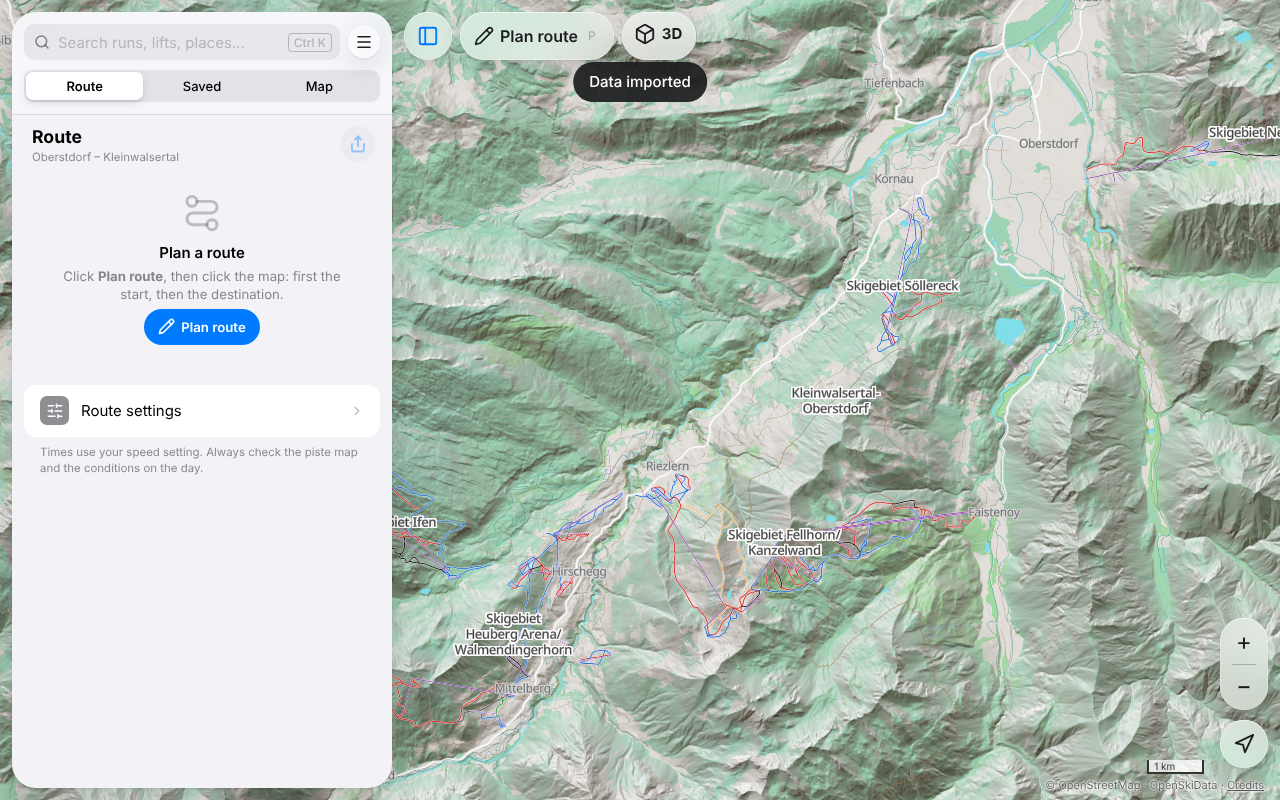 Search runs, lifts, places...
Ctrl K
Route
Saved
Map
Route
Oberstdorf – Kleinwalsertal
Plan a route
Click Plan route, then click the map: first the
start, then the destination.
Plan route
Route settings
Times use your speed setting. Always check the piste map
and the conditions on the day.
Plan route P
3D
Data imported
Tiefenbach
Oberstdorf
Skigebiet Ne
Kornau
Skigebiet Söllereck
Kleinwalsertal-
Oberstdorf
Riezlern
Skigebiet Fellhorn/
Kanzelwand
Faistenoy
biet Ifen
Hirschegg
Skigebiet
Heuberg Arena/
Walmendingerhorn
Mittelberg
1 km
© OpenStreetMap · OpenSkiData · Credits